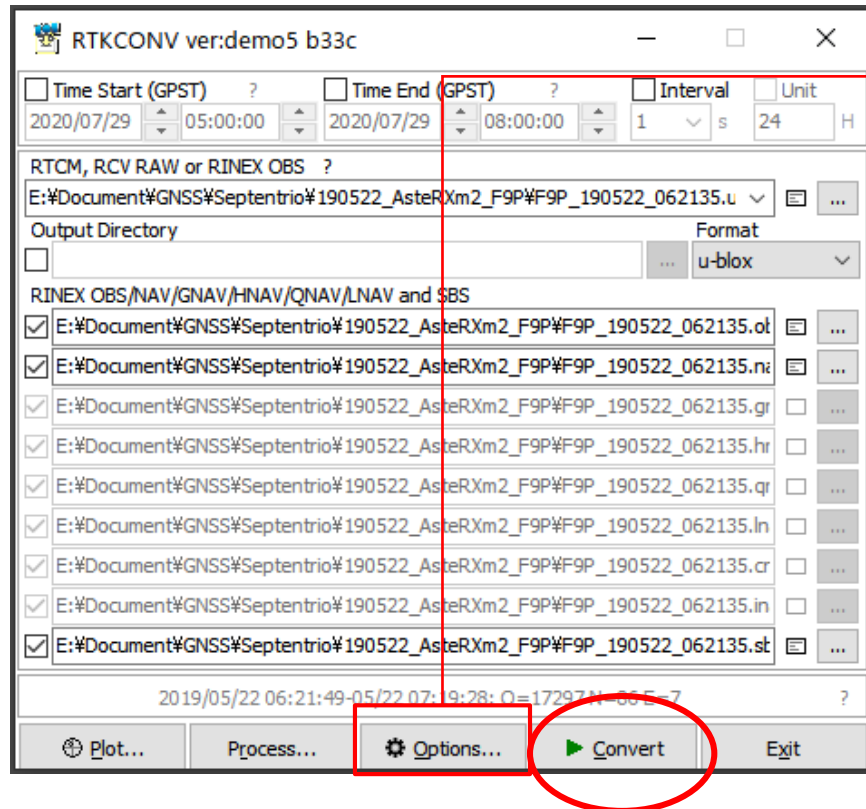 RTKCONV ver:demo5 b33c
Time Start (GPST) ? Time End (GPST) ? Interval Unit
2020/07/29 05:00:00 2020/07/29 08:00:00 1 s 24 H
RTCM, RCV RAW or RINEX OBS ?
E:¥Document¥GNSS¥Septentrio¥190522_AsteRXm2_F9P¥F9P_190522_062135.u ...
Output Directory Format
... u-blox
RINEX OBS/NAV/GNAV/HNAV/QNAV/LNAV and SBS
E:¥Document¥GNSS¥Septentrio¥190522_AsteRXm2_F9P¥F9P_190522_062135.ob ...
E:¥Document¥GNSS¥Septentrio¥190522_AsteRXm2_F9P¥F9P_190522_062135.na ...
E:¥Document¥GNSS¥Septentrio¥190522_AsteRXm2_F9P¥F9P_190522_062135.gr ...
E:¥Document¥GNSS¥Septentrio¥190522_AsteRXm2_F9P¥F9P_190522_062135.hr ...
E:¥Document¥GNSS¥Septentrio¥190522_AsteRXm2_F9P¥F9P_190522_062135.qr ...
E:¥Document¥GNSS¥Septentrio¥190522_AsteRXm2_F9P¥F9P_190522_062135.ln ...
E:¥Document¥GNSS¥Septentrio¥190522_AsteRXm2_F9P¥F9P_190522_062135.cr ...
E:¥Document¥GNSS¥Septentrio¥190522_AsteRXm2_F9P¥F9P_190522_062135.in ...
E:¥Document¥GNSS¥Septentrio¥190522_AsteRXm2_F9P¥F9P_190522_062135.sb ...
2019/05/22 06:21:49-05/22 07:19:28: O=17297 N=86 E=7 ?
Plot... Process... Options... Convert Exit